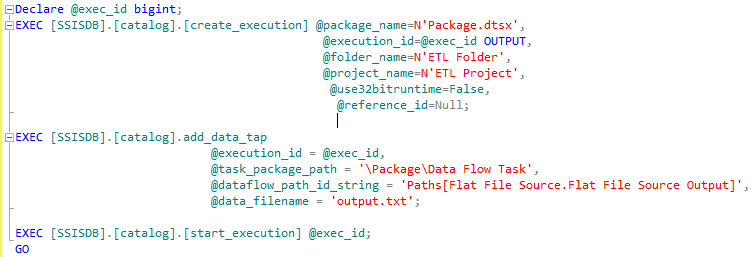 Declare @exec_id bigint;
EXEC [SSISDB].[catalog].[create_execution] @package_name=N'Package.dtsx',
@execution_id=@exec_id OUTPUT,
@folder_name=N'ETL Folder',
@project_name=N'ETL Project',
@use32bitruntime=False,
@reference_id=Null;
EXEC [SSISDB].[catalog].add_data_tap
@execution_id = @exec_id,
@task_package_path = '\Package\Data Flow Task',
@dataflow_path_id_string = 'Paths[Flat File Source.Flat File Source Output]',
@data_filename = 'output.txt';
EXEC [SSISDB].[catalog].[start_execution] @exec_id;
GO